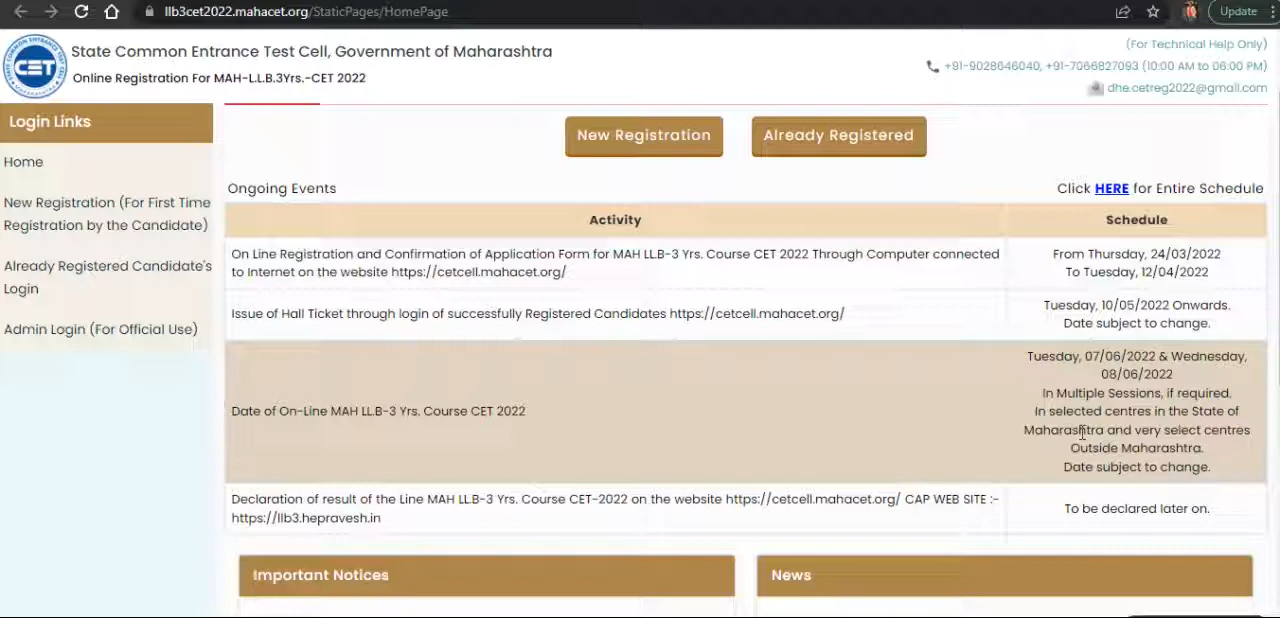 llb3cet2022.mahacet.org/StaticPages/HomePage
Update
State Common Entrance Test Cell, Government of Maharashtra
Online Registration For MAH-L.L.B.3Yrs.-CET 2022
(For Technical Help Only)
+91-9028646040, +91-7066827093 (10:00 AM to 06:00 PM)
dhe.cetreg2022@gmail.com
CET
Login Links
Home
New Registration (For First Time
Registration by the Candidate)
Already Registered Candidate's
Login
Admin Login (For Official Use)
New Registration
Already Registered
Ongoing Events
Click HERE for Entire Schedule
Activity
Schedule
On Line Registration and Confirmation of Application Form for MAH LL.B-3 Yrs. Course CET 2022 Through Computer connected
to Internet on the website https://cetcell.mahacet.org/
From Thursday, 24/03/2022
To Tuesday, 12/04/2022
Issue of Hall Ticket through login of successfully Registered Candidates https://cetcell.mahacet.org/
Tuesday, 10/05/2022 Onwards.
Date subject to change.
Date of On-Line MAH LL.B-3 Yrs. Course CET 2022
Tuesday, 07/06/2022 & Wednesday,
08/06/2022
In Multiple Sessions, if required.
In selected centres in the State of
Maharashtra and very select centres
Outside Maharashtra.
Date subject to change.
Declaration of result of the Line MAH LL.B-3 Yrs. Course CET-2022 on the website https://cetcell.mahacet.org/ CAP WEB SITE :-
https://llb3.hepravesh.in
To be declared later on.
Important Notices
News